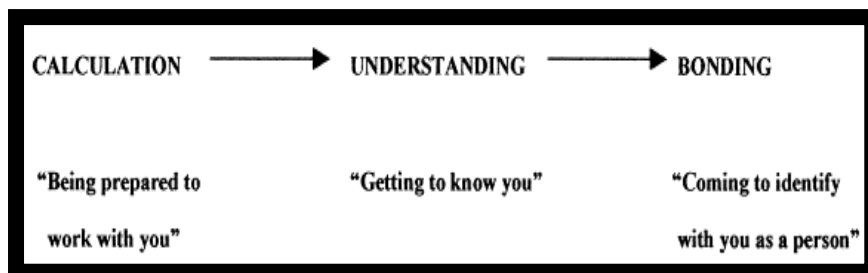 CALCULATION UNDERSTANDING BONDING
“Being prepared to “Getting to know you” “Coming to identify
work with you” with you as a person”